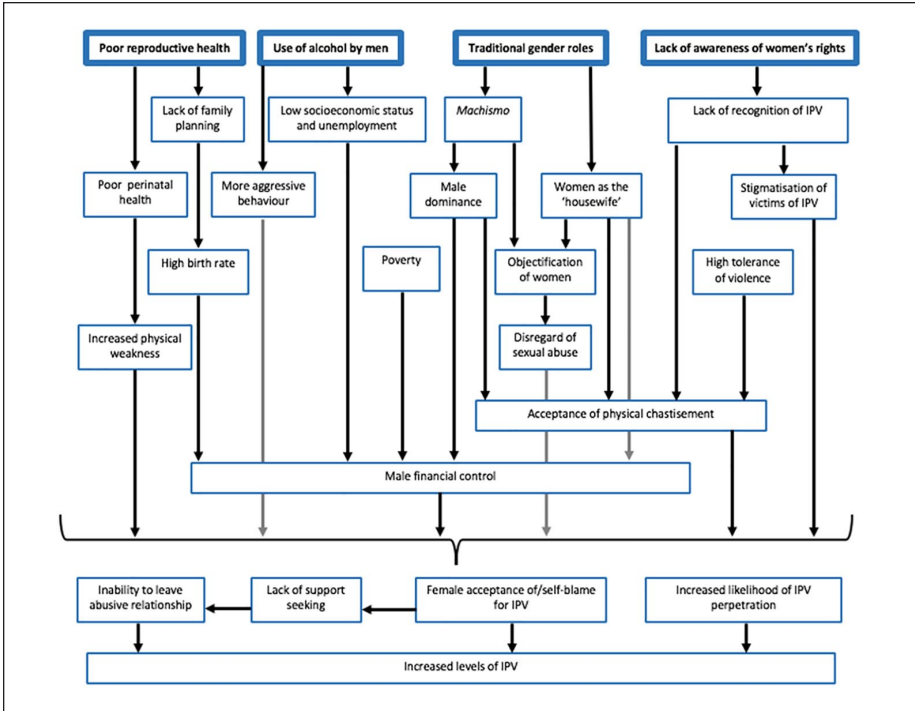 Poor reproductive health
Use of alcohol by men
Traditional gender roles
Lack of awareness of women's rights
Lack of family
planning
Low socioeconomic status
and unemployment
Machismo
Lack of recognition of IPV
Poor perinatal
health
More aggressive
behaviour
Male
dominance
Women as the
'housewife'
Stigmatisation of
victims of IPV
High birth rate
Poverty
Objectification
of women
High tolerance
of violence
Increased physical
weakness
Disregard of
sexual abuse
Acceptance of physical chastisement
Male financial control
Inability to leave
abusive relationship
Lack of support
seeking
Female acceptance of/self-blame
for IPV
Increased likelihood of IPV
perpetration
Increased levels of IPV